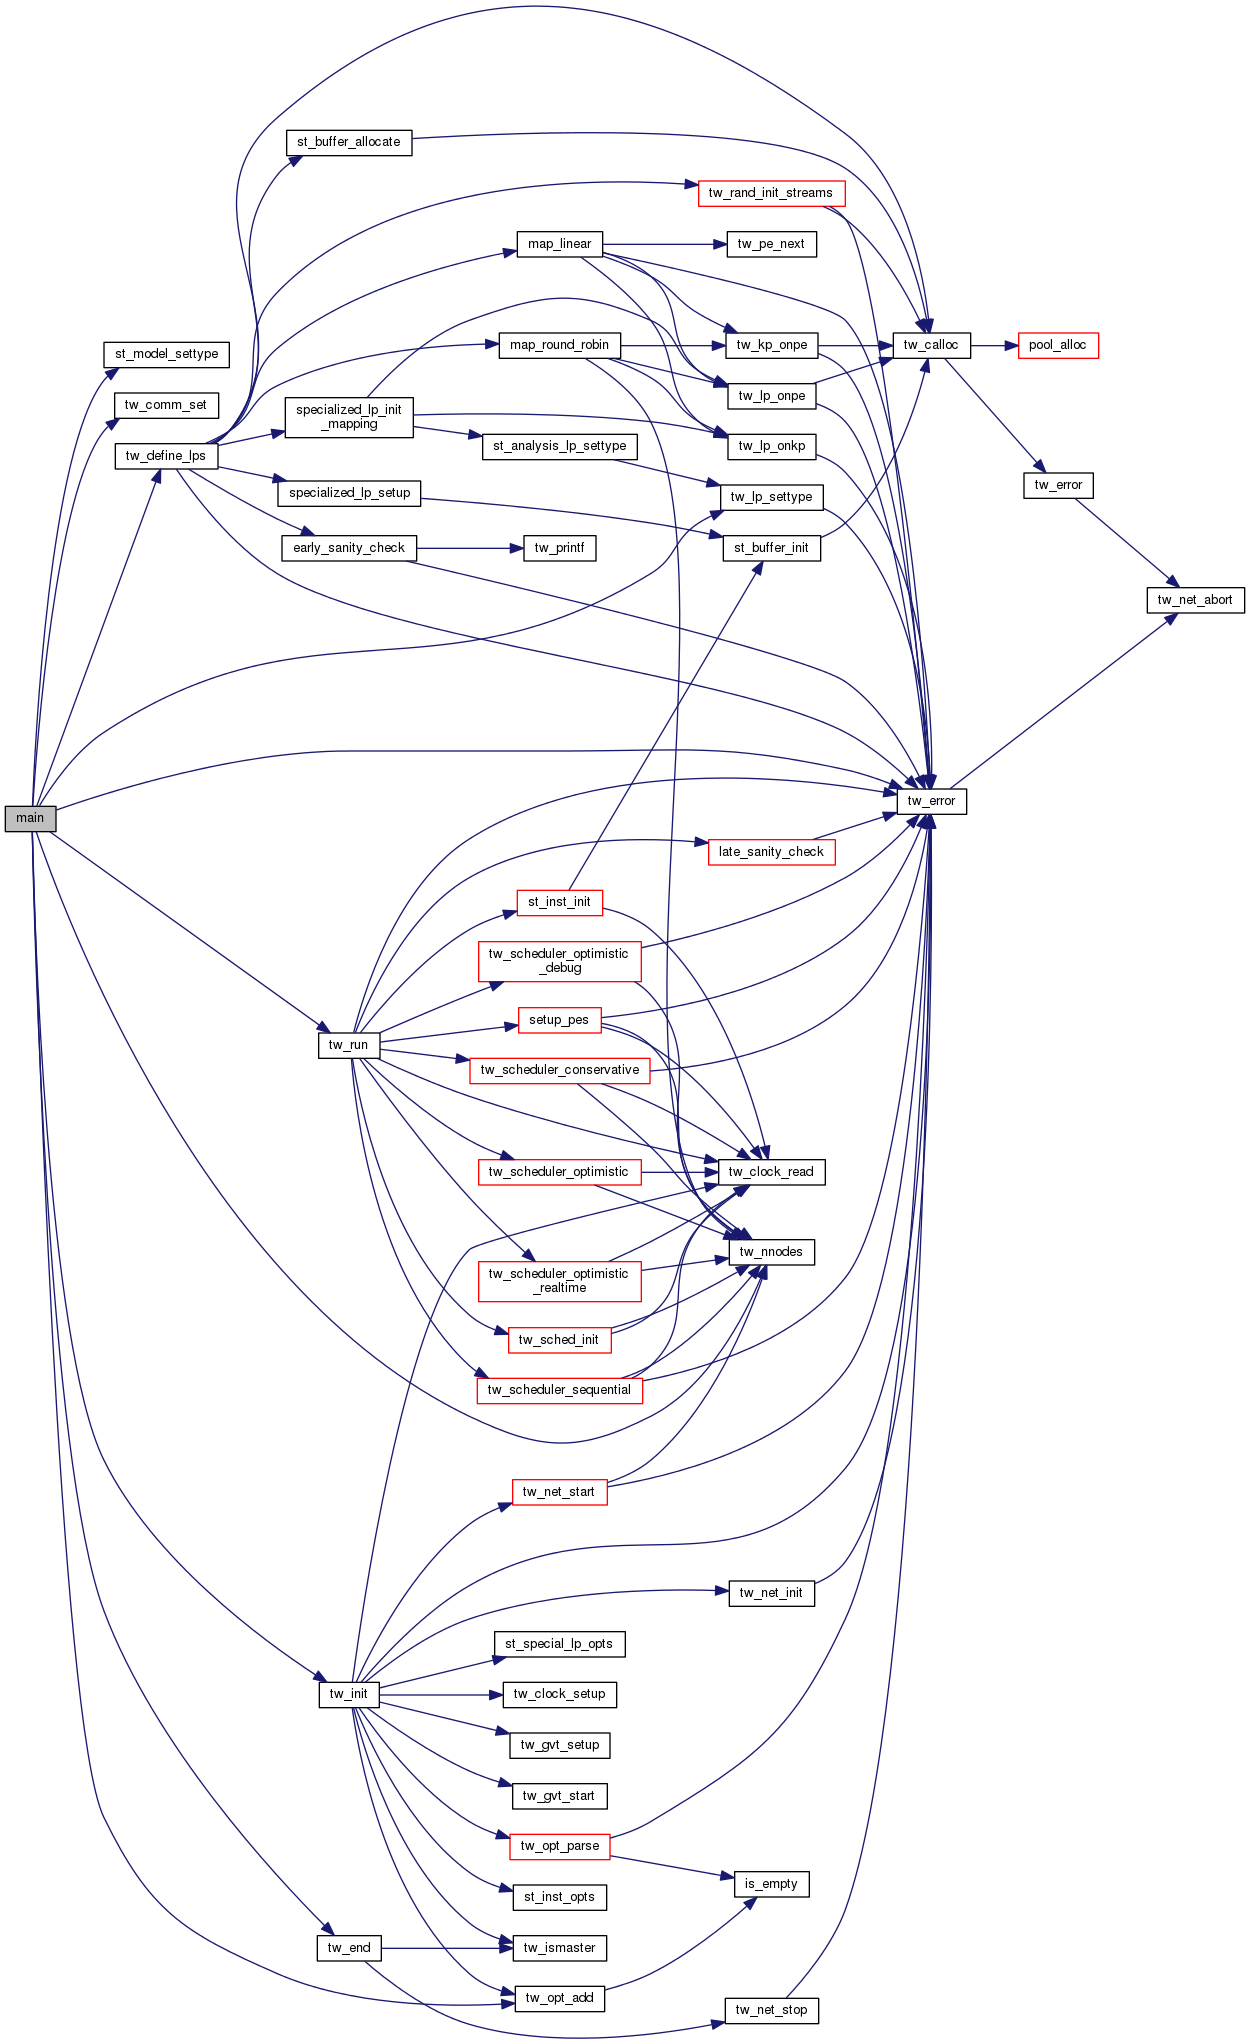 st_buffer_allocate
tw_rand_init_streams
map_linear
tw_pe_next
map_round_robin
tw_kp_onpe
tw_calloc
pool_alloc
st_model_settype
tw_lp_onpe
tw_comm_set
specialized_lp_init
_mapping
tw_define_lps
st_analysis_lp_settype
tw_lp_onkp
tw_error
specialized_lp_setup
tw_lp_settype
early_sanity_check
tw_printf
st_buffer_init
tw_net_abort
main
tw_error
late_sanity_check
st_inst_init
tw_scheduler_optimistic
_debug
setup_pes
tw_run
tw_scheduler_conservative
tw_scheduler_optimistic
tw_clock_read
tw_nnodes
tw_scheduler_optimistic
_realtime
tw_sched_init
tw_scheduler_sequential
tw_net_start
tw_net_init
st_special_lp_opts
tw_init
tw_clock_setup
tw_gvt_setup
tw_gvt_start
tw_opt_parse
is_empty
st_inst_opts
tw_end
tw_ismaster
tw_opt_add
tw_net_stop